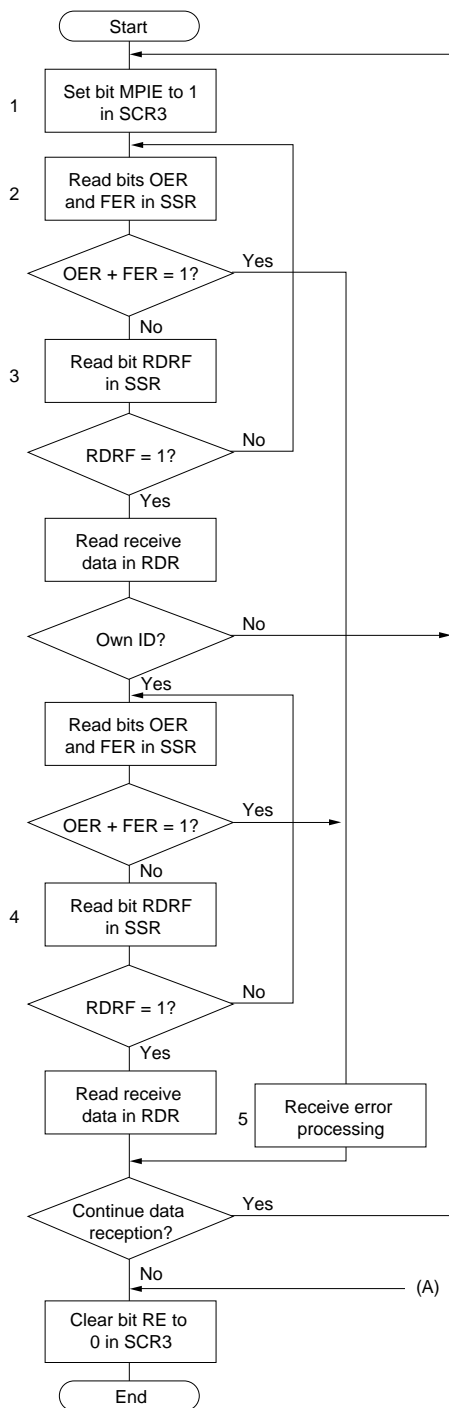 Start
1
Set bit MPIE to 1
in SCR3
2
Read bits OER
and FER in SSR
OER + FER = 1?
Yes
No
3
Read bit RDRF
in SSR
RDRF = 1?
No
Yes
Read receive
data in RDR
Own ID?
No
Yes
Read bits OER
and FER in SSR
OER + FER = 1?
Yes
No
4
Read bit RDRF
in SSR
RDRF = 1?
No
Yes
Read receive
data in RDR
5
Receive error
processing
Continue data
reception?
Yes
No
(A)
Clear bit RE to
0 in SCR3
End